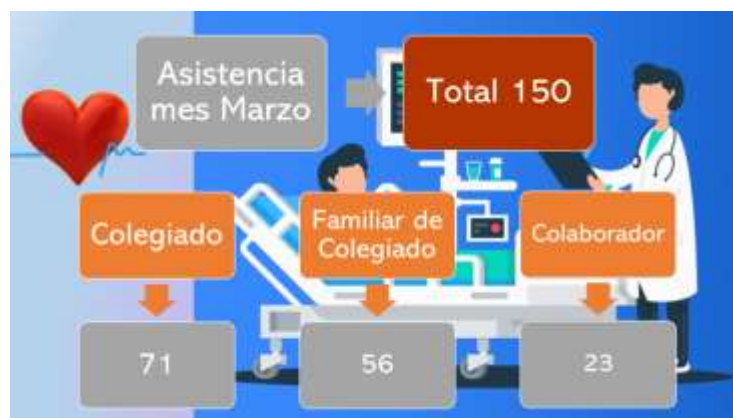 Asistencia
mes Marzo
Total 150
Colegiado
Familiar de
Colegiado
Colaborador
71
56
23